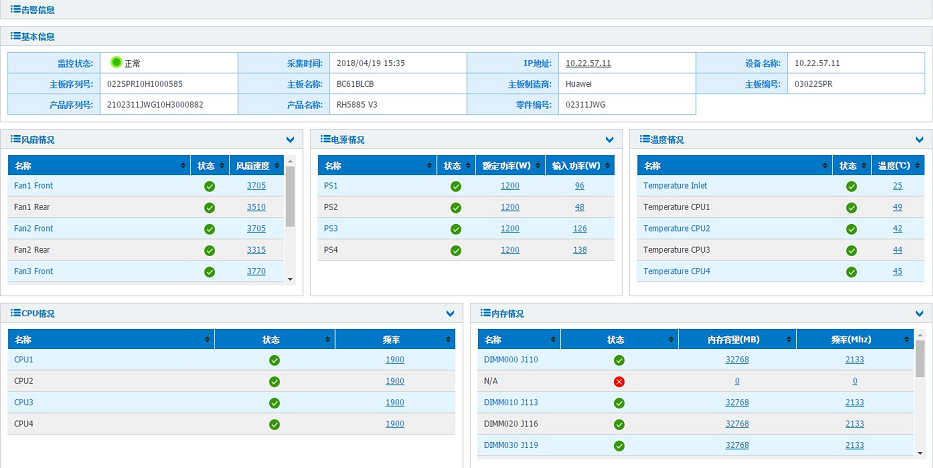 告警信息
基本信息
监控状态: 正常 采集时间: 2018/04/19 15:35 IP地址: 10.22.57.11 设备名称: 10.22.57.11
主板序列号: 022SPR10H1000585 主板名称: BC61BLCB 主板制造商: Huawei 主板编号: 03022SPR
产品序列号: 2102311JWG10H3000882 产品名称: RH5885 V3 零件编号: 02311JWG
风扇情况
名称 状态 风扇速度
Fan1 Front 3705
Fan1 Rear 3510
Fan2 Front 3705
Fan2 Rear 3315
Fan3 Front 3770
电源情况
名称 状态 额定功率(W) 输入功率(W)
PS1 1200 96
PS2 1200 48
PS3 1200 126
PS4 1200 138
温度情况
名称 状态 温度(℃)
Temperature Inlet 25
Temperature CPU1 49
Temperature CPU2 42
Temperature CPU3 44
Temperature CPU4 45
CPU情况
名称 状态 频率
CPU1 1900
CPU2 1900
CPU3 1900
CPU4 1900
内存情况
名称 状态 内存容量(MB) 频率(Mhz)
DIMM000 J110 32768 2133
N/A 0 0
DIMM010 J113 32768 2133
DIMM020 J116 32768 2133
DIMM030 J119 32768 2133